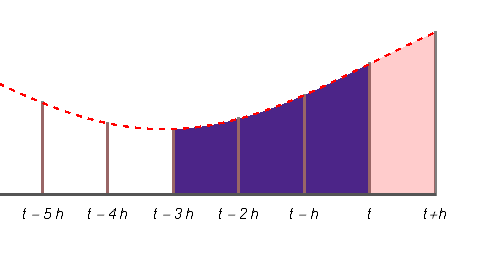 t – 5 h t – 4 h t – 3 h t – 2 h t – h t t+h